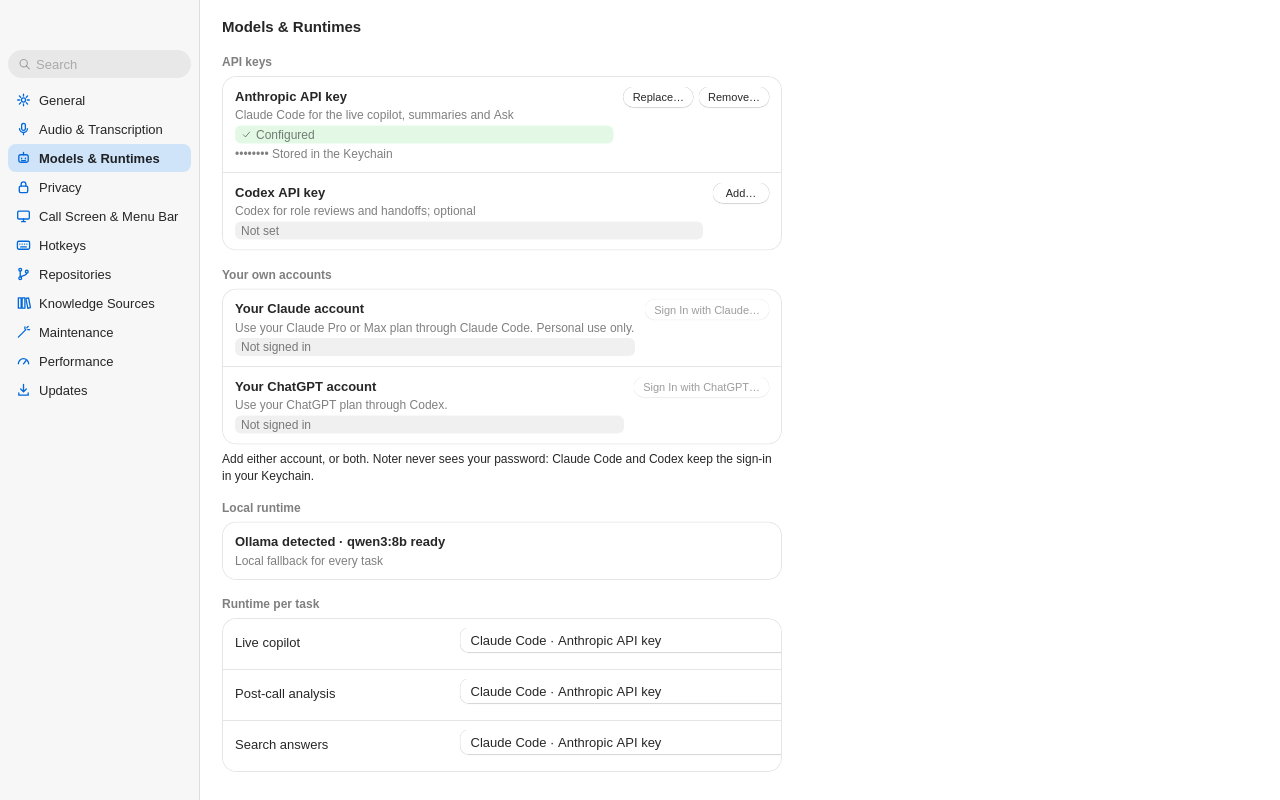 Search
General
Audio & Transcription
Models & Runtimes
Privacy
Call Screen & Menu Bar
Hotkeys
Repositories
Knowledge Sources
Maintenance
Performance
Updates
Models & Runtimes
API keys
Anthropic API key
Replace…
Remove…
Claude Code for the live copilot, summaries and Ask
Configured
•••••••• Stored in the Keychain
Codex API key
Add…
Codex for role reviews and handoffs; optional
Not set
Your own accounts
Your Claude account
Sign In with Claude…
Use your Claude Pro or Max plan through Claude Code. Personal use only.
Not signed in
Your ChatGPT account
Sign In with ChatGPT…
Use your ChatGPT plan through Codex.
Not signed in
Add either account, or both. Noter never sees your password: Claude Code and Codex keep the sign-in
in your Keychain.
Local runtime
Ollama detected · qwen3:8b ready
Local fallback for every task
Runtime per task
Live copilot
Claude Code · Anthropic API key
Post-call analysis
Claude Code · Anthropic API key
Search answers
Claude Code · Anthropic API key